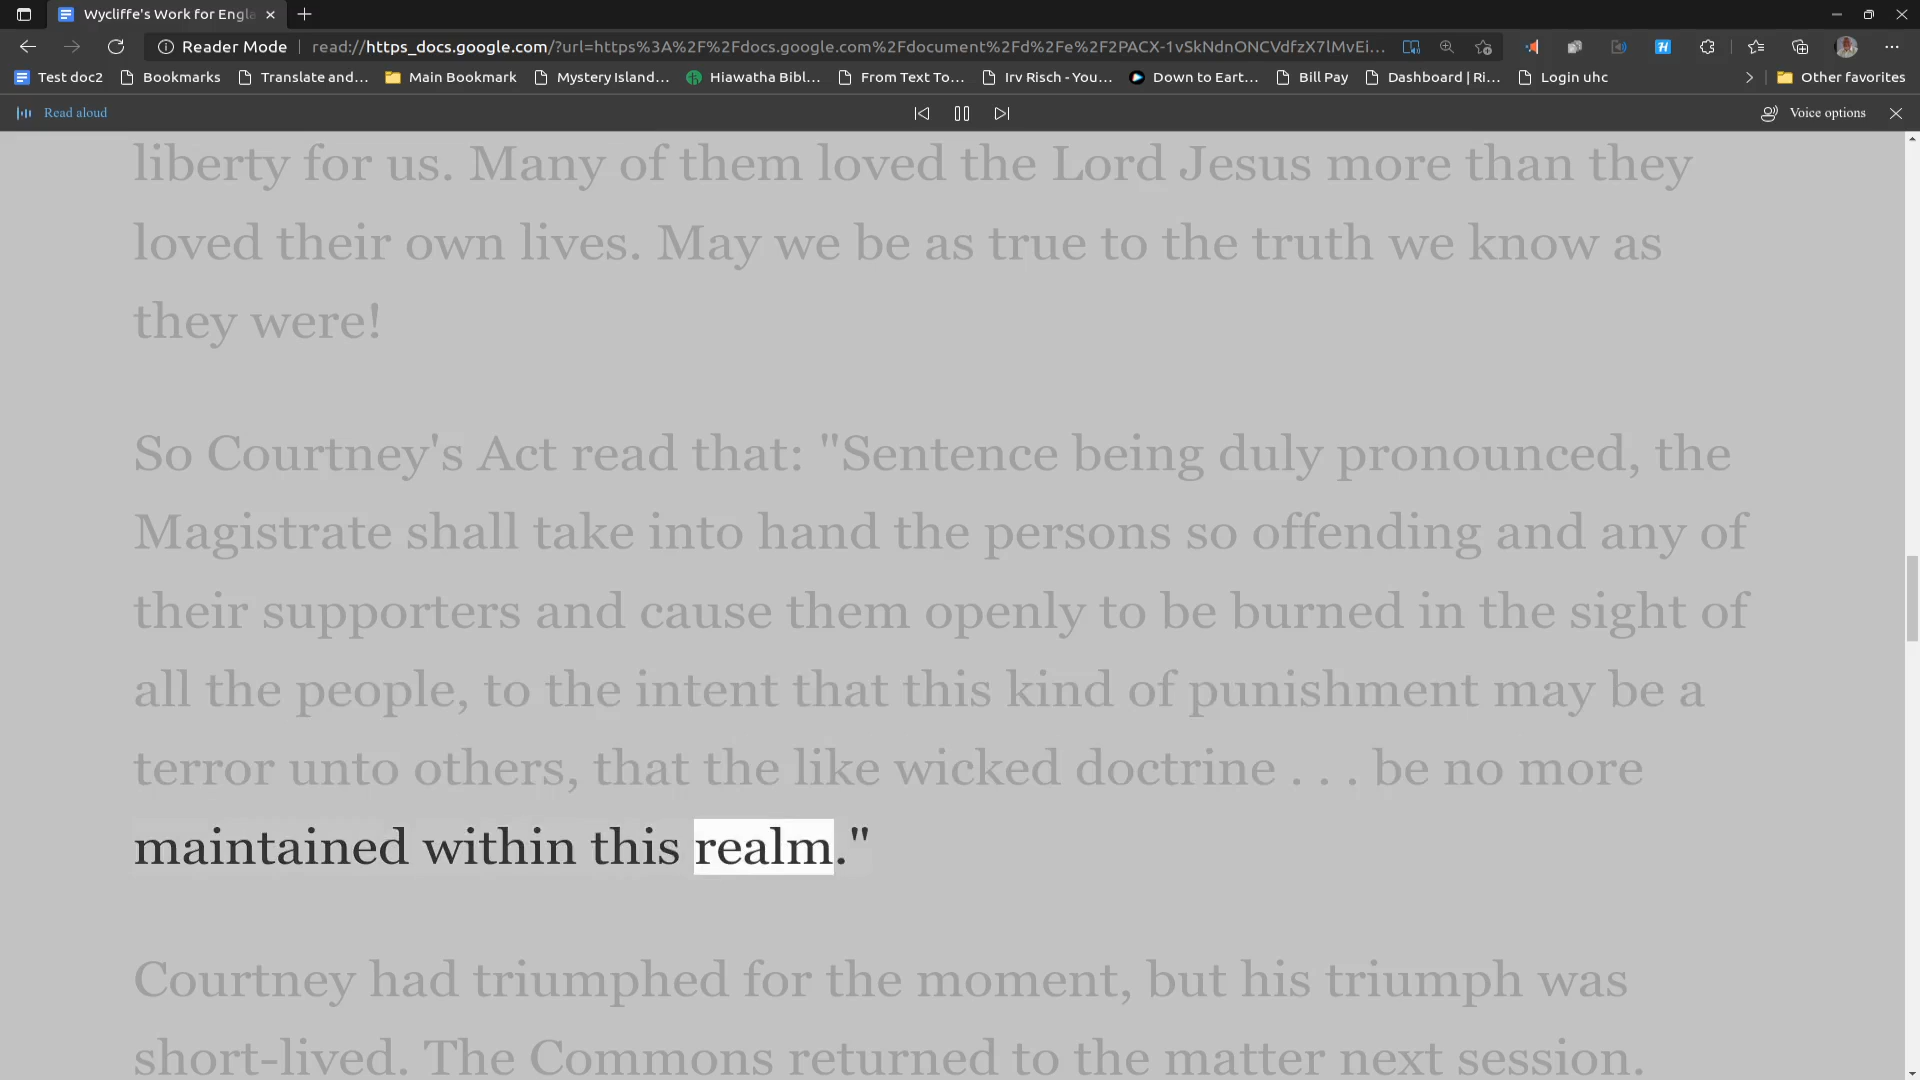 Wycliffe's Work for Engla
Reader Mode
read://https_docs.google.com/?url=https%3A%2F%2Fdocs.google.com%2Fdocument%2Fd%2Fe%2F2PACX-1vSkNdnONCVdfzX7lMvEi...
Test doc2
Bookmarks
Translate and...
Main Bookmark
Mystery Island...
Hiawatha Bibl...
From Text To...
Irv Risch - You...
Down to Eart...
Bill Pay
Dashboard | Ri...
Login uhc
Other favorites
Read aloud
Voice options
liberty for us. Many of them loved the Lord Jesus more than they
loved their own lives. May we be as true to the truth we know as
they were!
So Courtney's Act read that: "Sentence being duly pronounced, the
Magistrate shall take into hand the persons so offending and any of
their supporters and cause them openly to be burned in the sight of
all the people, to the intent that this kind of punishment may be a
terror unto others, that the like wicked doctrine . . . be no more
maintained within this realm."
Courtney had triumphed for the moment, but his triumph was
short-lived. The Commons returned to the matter next session.